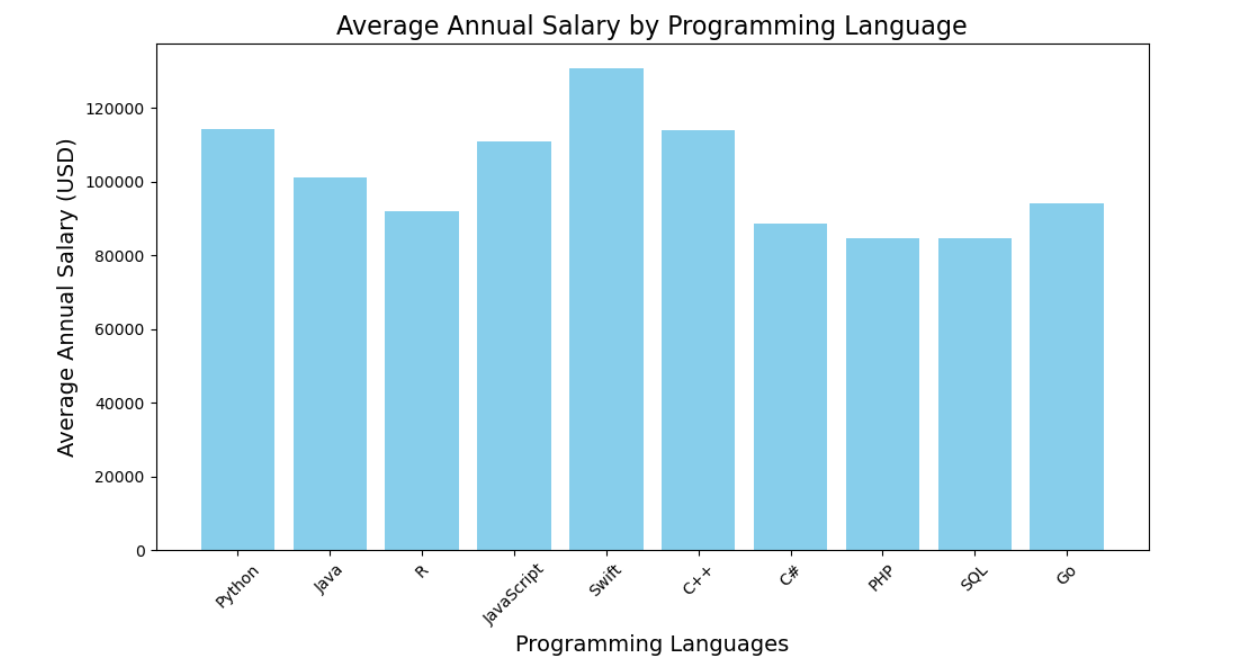 Average Annual Salary by Programming Language
Average Annual Salary (USD)
120000
100000
80000
60000
40000
20000
0
Python
Java
R
JavaScript
Swift
C++
C#
PHP
SQL
Go
Programming Languages